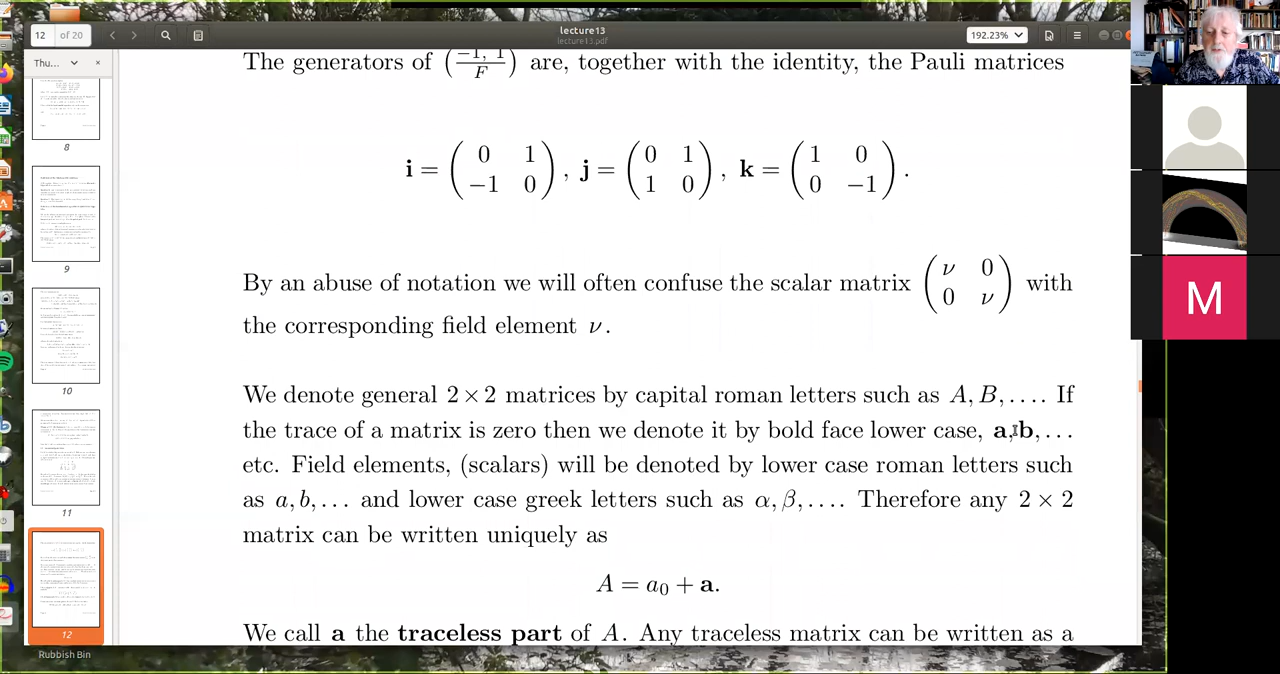 lecture13
lecture13.pdf
12 of 20
192.23%
Thu...
8
9
10
11
12
Rubbish Bin
The generators of (−1, 1 / F) are, together with the identity, the Pauli matrices
i = ( 0 1 ; −1 0 ), j = ( 0 1 ; 1 0 ), k = ( 1 0 ; 0 −1 ).
By an abuse of notation we will often confuse the scalar matrix ( ν 0 ; 0 ν ) with
the corresponding field element ν.
We denote general 2 × 2 matrices by capital roman letters such as A, B, .... If
the trace of a matrix is zero then we denote it by bold face lower case, a, b, ...
etc. Field elements, (scalars) will be denoted by lower case roman letters such
as a, b, ... and lower case greek letters such as α, β, .... Therefore any 2 × 2
matrix can be written uniquely as
A = a₀ + a.
We call a the traceless part of A. Any traceless matrix can be written as a
M